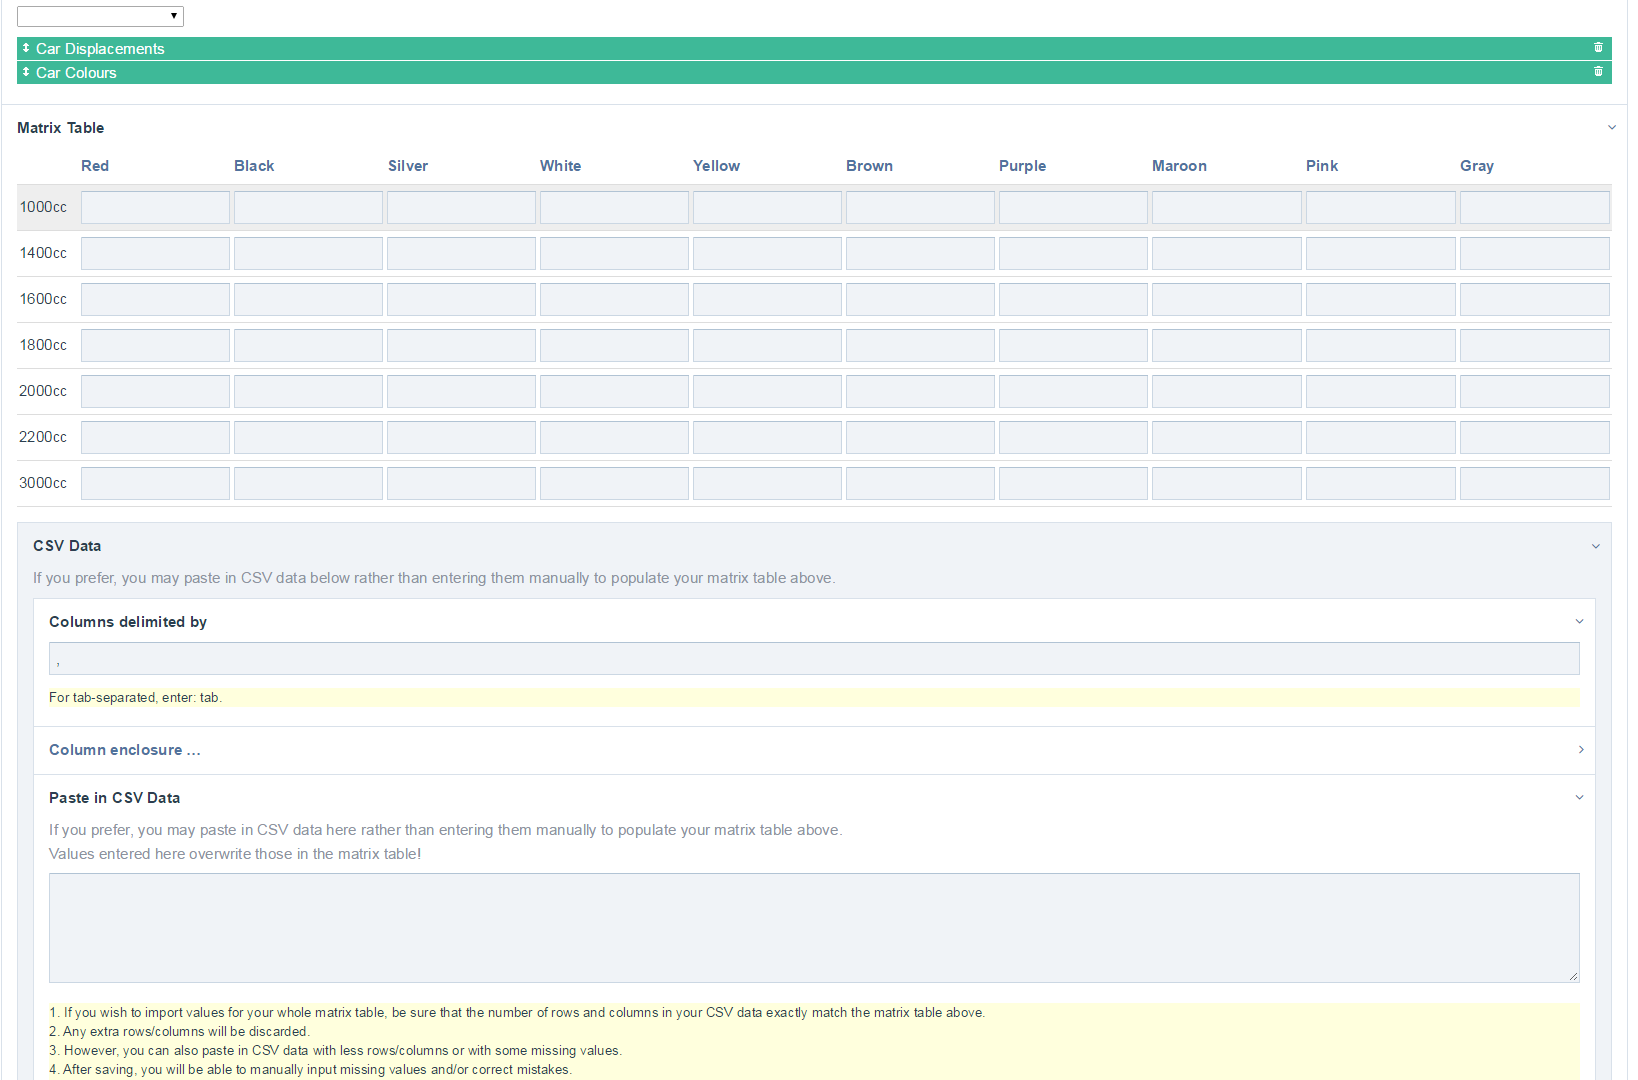 Car Displacements
Car Colours
Matrix Table
Red Black Silver White Yellow Brown Purple Maroon Pink Gray
1000cc
1400cc
1600cc
1800cc
2000cc
2200cc
3000cc
CSV Data
If you prefer, you may paste in CSV data below rather than entering them manually to populate your matrix table above.
Columns delimited by
,
For tab-separated, enter: tab.
Column enclosure ...
Paste in CSV Data
If you prefer, you may paste in CSV data here rather than entering them manually to populate your matrix table above.
Values entered here overwrite those in the matrix table!
1. If you wish to import values for your whole matrix table, be sure that the number of rows and columns in your CSV data exactly match the matrix table above.
2. Any extra rows/columns will be discarded.
3. However, you can also paste in CSV data with less rows/columns or with some missing values.
4. After saving, you will be able to manually input missing values and/or correct mistakes.